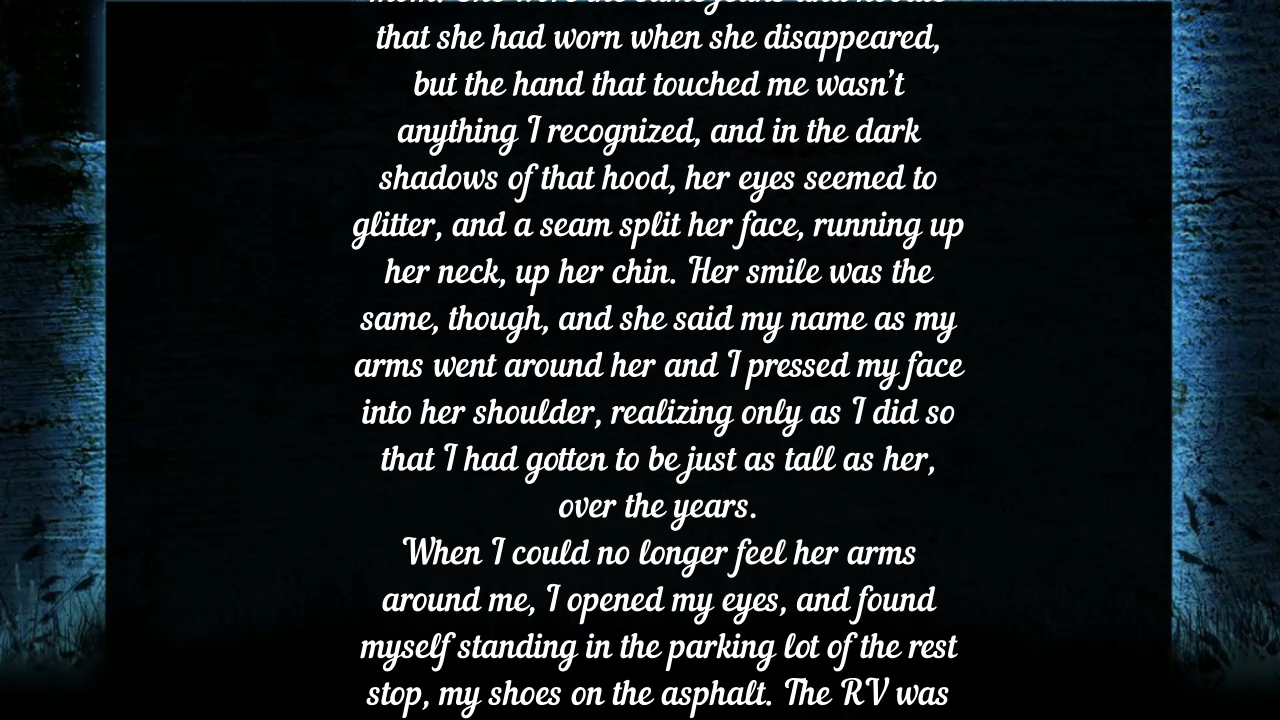 that she had worn when she disappeared,
but the hand that touched me wasn't
anything I recognized, and in the dark
shadows of that hood, her eyes seemed to
glitter, and a seam split her face, running up
her neck, up her chin. Her smile was the
same, though, and she said my name as my
arms went around her and I pressed my face
into her shoulder, realizing only as I did so
that I had gotten to be just as tall as her,
over the years.
When I could no longer feel her arms
around me, I opened my eyes, and found
myself standing in the parking lot of the rest
stop, my shoes on the asphalt. The RV was